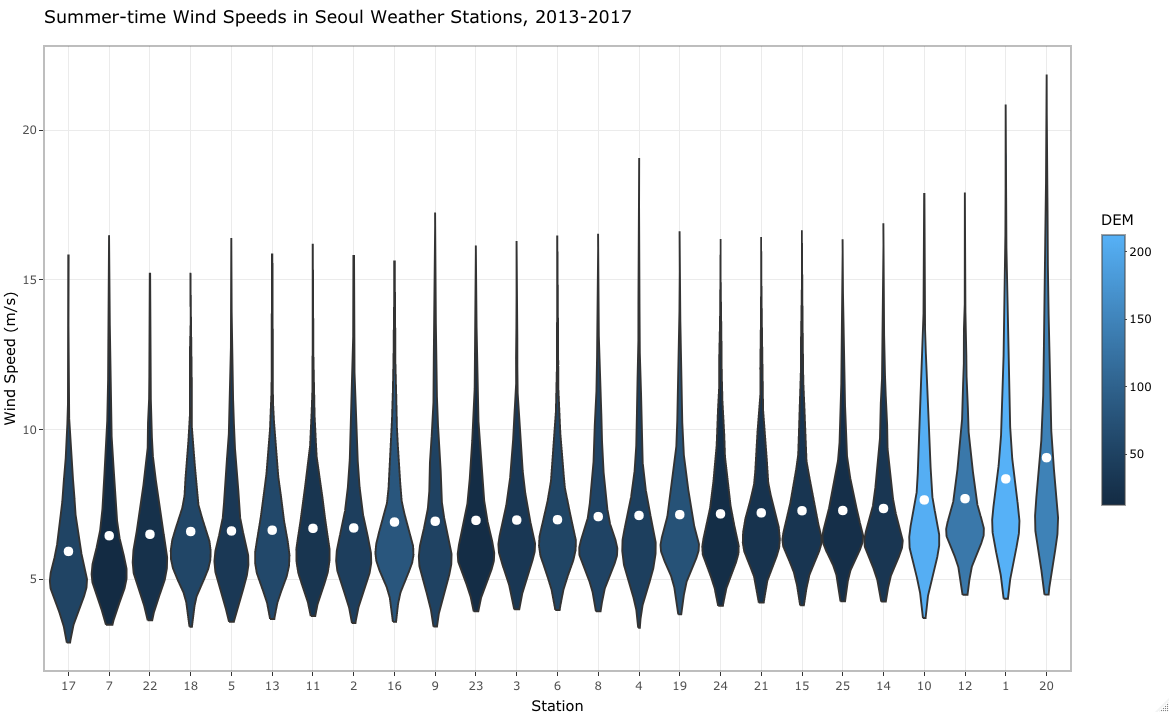 Summer-time Wind Speeds in Seoul Weather Stations, 2013-2017
Wind Speed (m/s)
20
15
10
5
17 7 22 18 5 13 11 2 16 9 23 3 6 8 4 19 24 21 15 25 14 10 12 1 20
Station
DEM
200
150
100
50